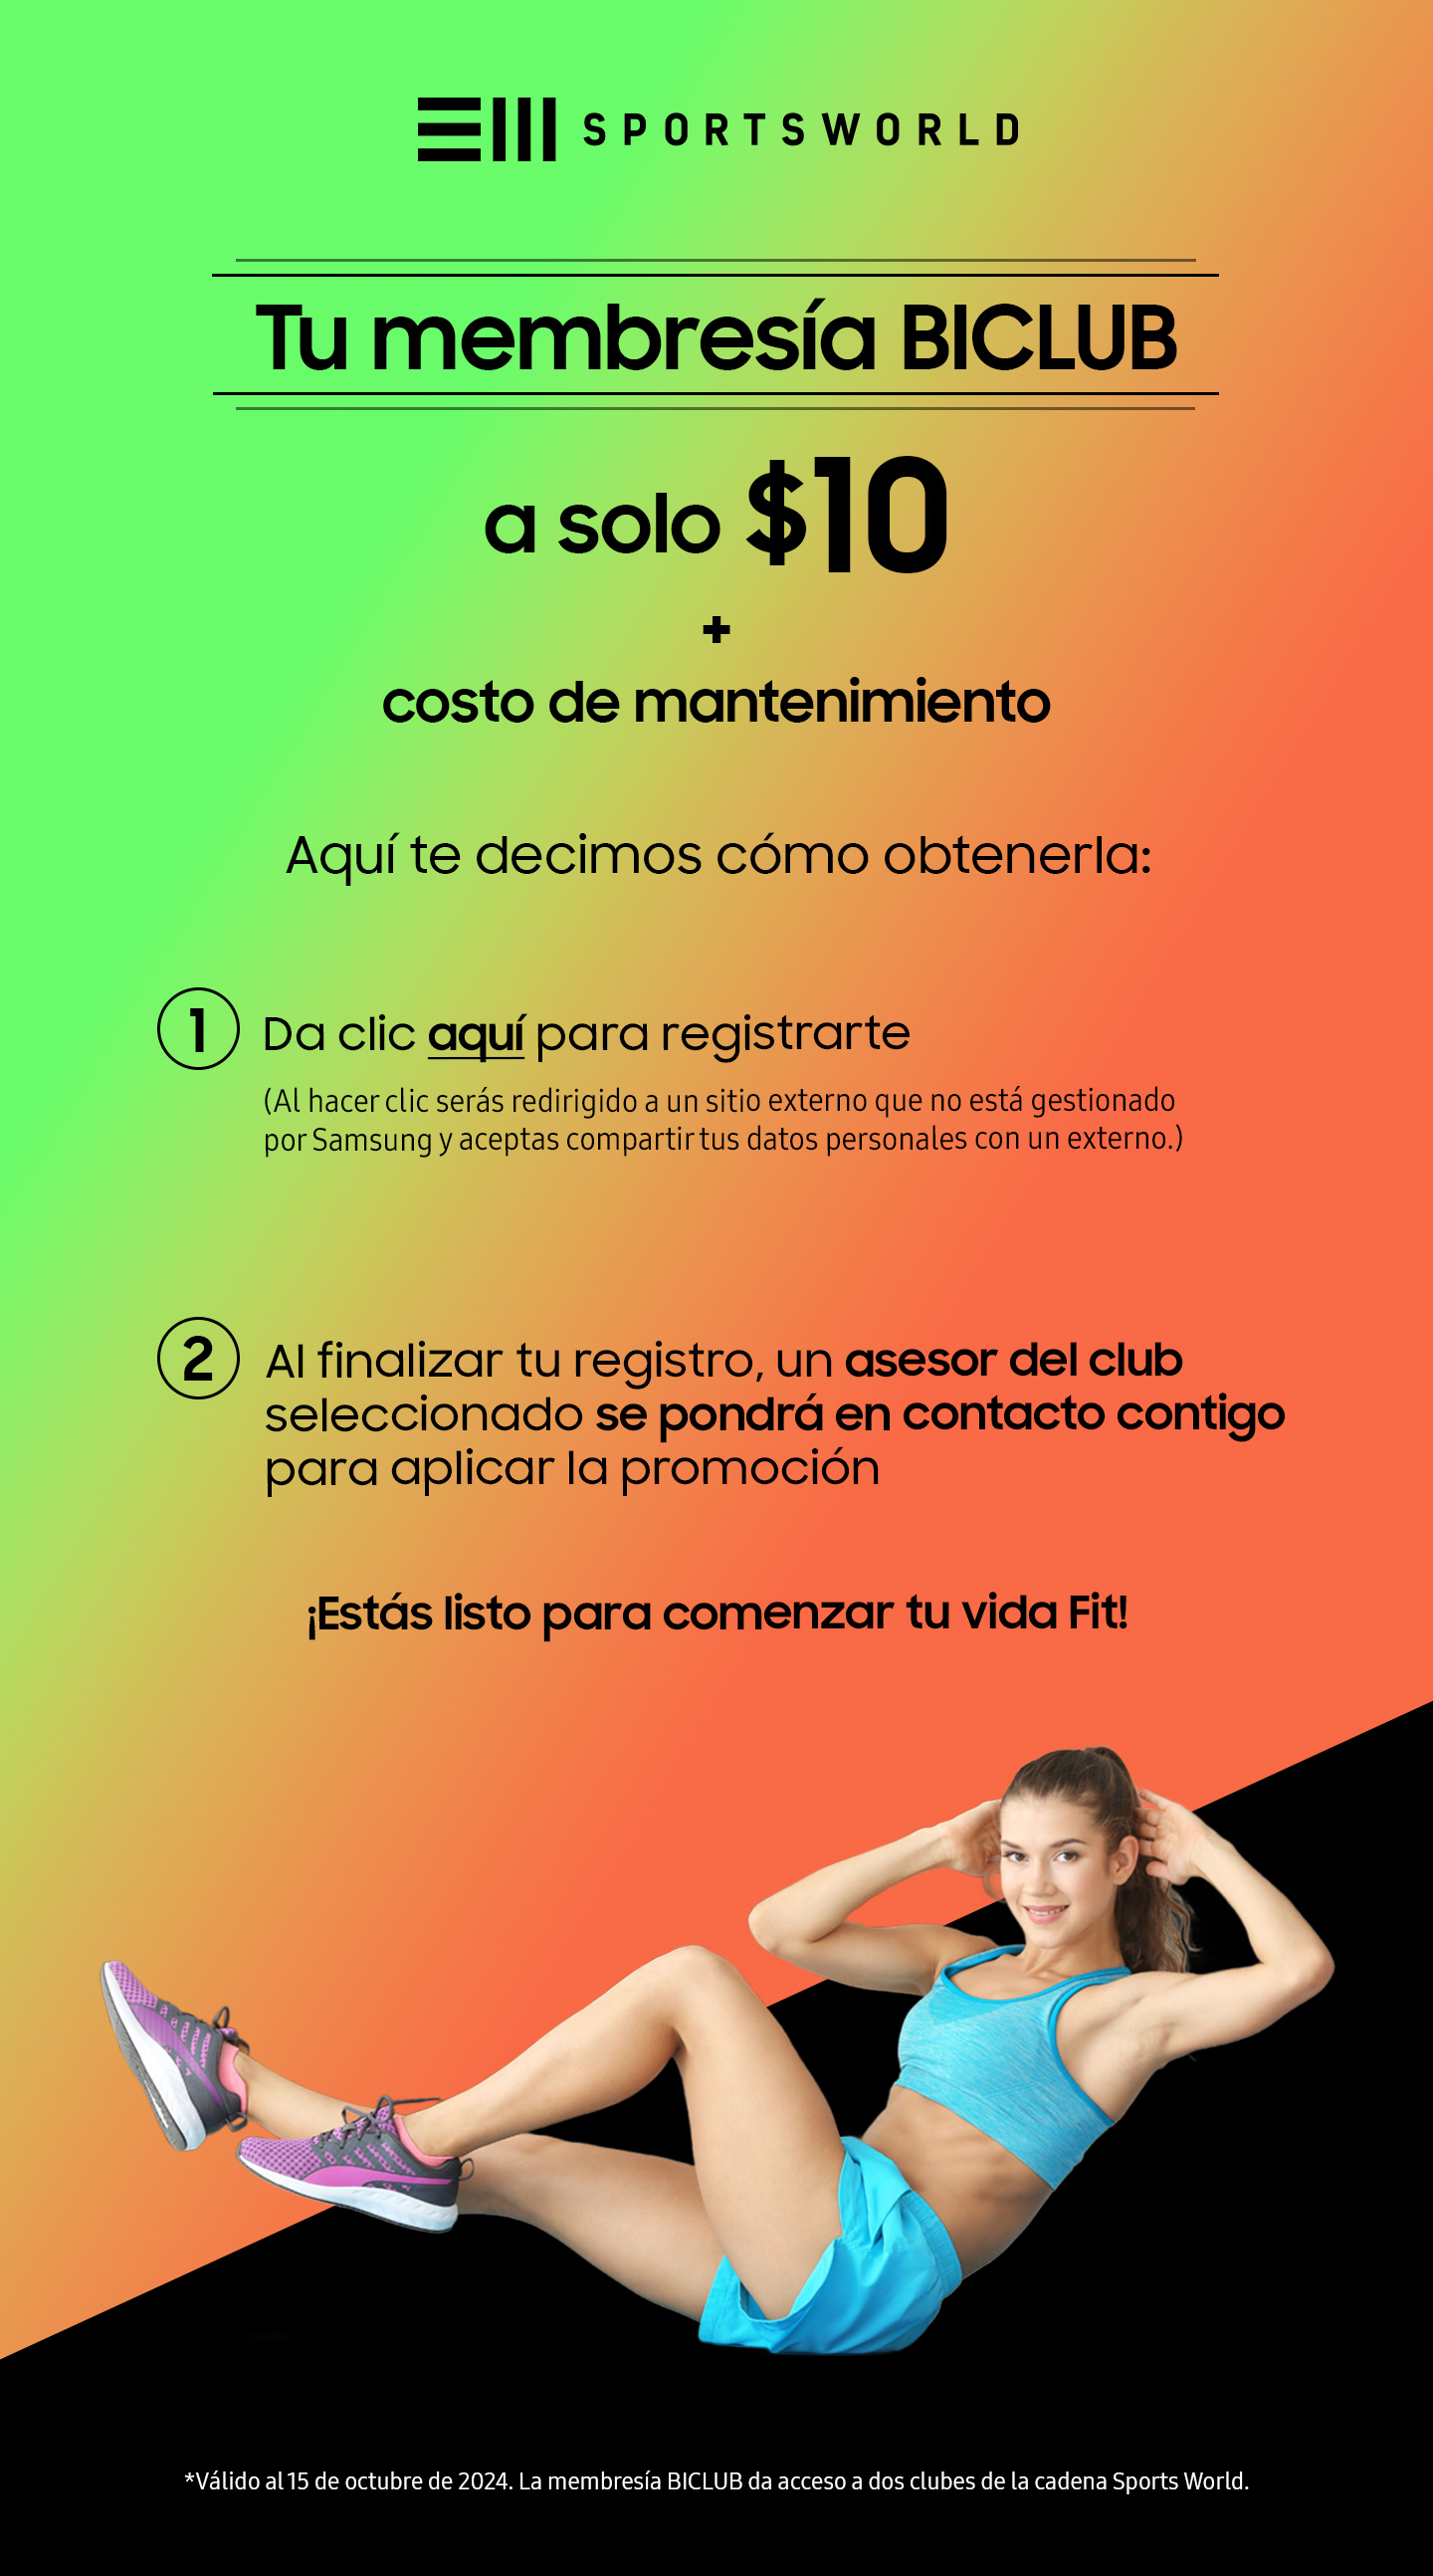 SPORTSWORLD
Tu membresía BICLUB
a solo $10
+
costo de mantenimiento
Aquí te decimos cómo obtenerla:
1 Da clic aquí para registrarte
(Al hacer clic serás redirigido a un sitio externo que no está gestionado
por Samsung y aceptas compartir tus datos personales con un externo.)
2 Al finalizar tu registro, un asesor del club
seleccionado se pondrá en contacto contigo
para aplicar la promoción
¡Estás listo para comenzar tu vida Fit!
*Válido al 15 de octubre de 2024. La membresía BICLUB da acceso a dos clubes de la cadena Sports World.